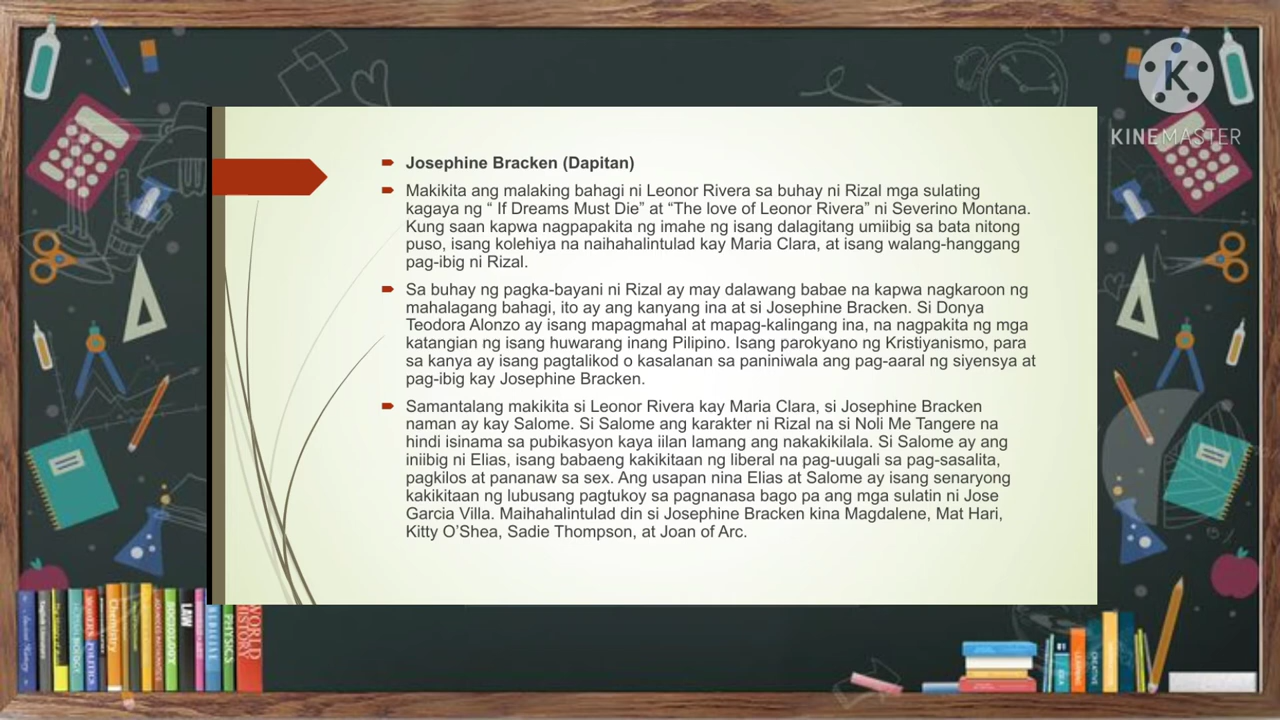 K
KINEMASTER
Josephine Bracken (Dapitan)
Makikita ang malaking bahagi ni Leonor Rivera sa buhay ni Rizal mga sulating
kagaya ng “ If Dreams Must Die” at “The love of Leonor Rivera” ni Severino Montana.
Kung saan kapwa nagpapakita ng imahe ng isang dalagitang umiibig sa bata nitong
puso, isang kolehiya na naihahalintulad kay Maria Clara, at isang walang-hanggang
pag-ibig ni Rizal.
Sa buhay ng pagka-bayani ni Rizal ay may dalawang babae na kapwa nagkaroon ng
mahalagang bahagi, ito ay ang kanyang ina at si Josephine Bracken. Si Donya
Teodora Alonzo ay isang mapagmahal at mapag-kalingang ina, na nagpakita ng mga
katangian ng isang huwarang inang Pilipino. Isang parokyano ng Kristiyanismo, para
sa kanya ay isang pagtalikod o kasalanan sa paniniwala ang pag-aaral ng siyensya at
pag-ibig kay Josephine Bracken.
Samantalang makikita si Leonor Rivera kay Maria Clara, si Josephine Bracken
naman ay kay Salome. Si Salome ang karakter ni Rizal na si Noli Me Tangere na
hindi isinama sa pubikasyon kaya iilan lamang ang nakakikilala. Si Salome ay ang
iniibig ni Elias, isang babaeng kakikitaan ng liberal na pag-uugali sa pag-sasalita,
pagkilos at pananaw sa sex. Ang usapan nina Elias at Salome ay isang senaryong
kakikitaan ng lubusang pagtukoy sa pagnanasa bago pa ang mga sulatin ni Jose
Garcia Villa. Maihahalintulad din si Josephine Bracken kina Magdalene, Mat Hari,
Kitty O’Shea, Sadie Thompson, at Joan of Arc.
Chemistry
SOCIOLOGY
LAW
PHYSICS
WORLD
HISTORY